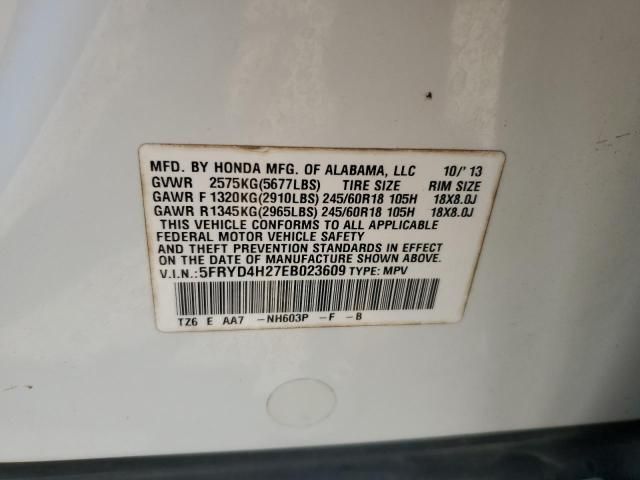 MFD. BY HONDA MFG. OF ALABAMA, LLC 10/'13
GVWR 2575KG(5677LBS) TIRE SIZE RIM SIZE
GAWR F 1320KG(2910LBS) 245/60R18 105H 18X8.0J
GAWR R1345KG(2965LBS) 245/60R18 105H 18X8.0J
THIS VEHICLE CONFORMS TO ALL APPLICABLE
FEDERAL MOTOR VEHICLE SAFETY
AND THEFT PREVENTION STANDARDS IN EFFECT
ON THE DATE OF MANUFACTURE SHOWN ABOVE.
V.I.N.: 5FRYD4H27EB023609 TYPE: MPV
TZ6 E AA7 -NH603P -F -B